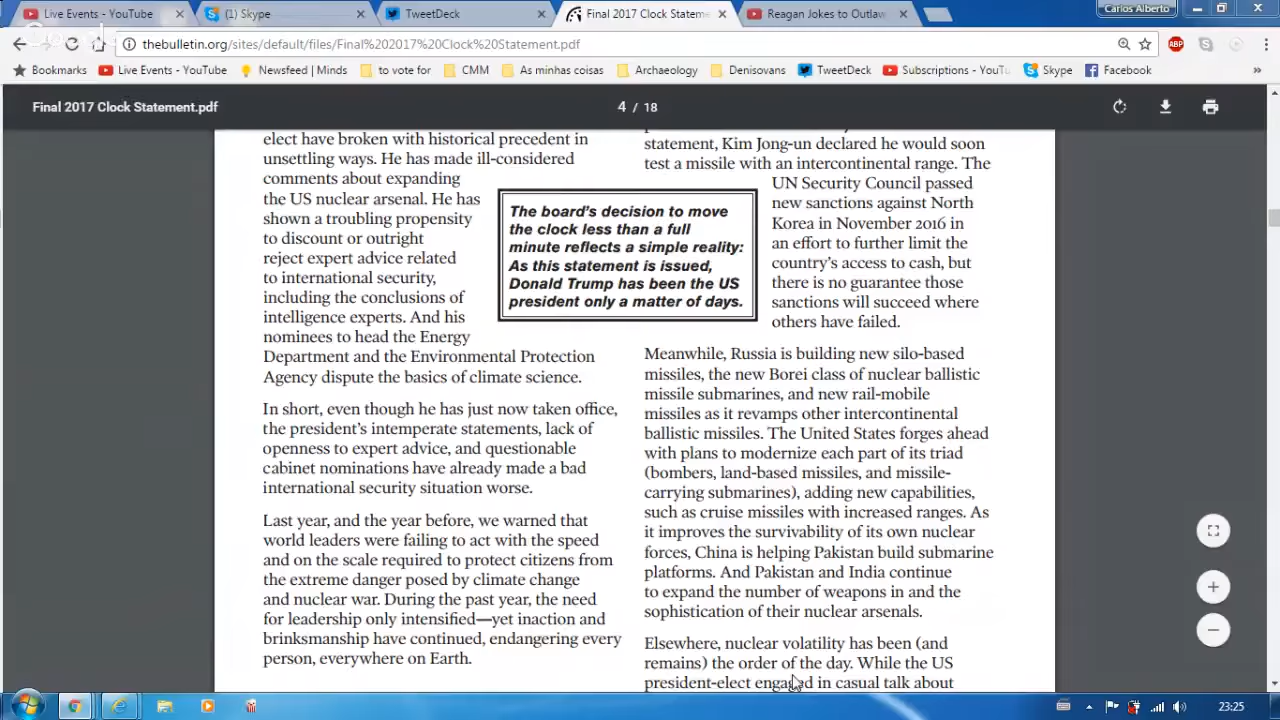 Live Events - YouTube
(1) Skype
TweetDeck
Final 2017 Clock Stateme
Reagan Jokes to Outlaw
Carlos Alberto
thebulletin.org/sites/default/files/Final%202017%20Clock%20Statement.pdf
ABP
Bookmarks
Live Events - YouTube
Newsfeed | Minds
to vote for
CMM
As minhas coisas
Archaeology
Denisovans
TweetDeck
Subscriptions - YouTu
Skype
Facebook
»
Final 2017 Clock Statement.pdf
4 / 18
elect have broken with historical precedent in
unsettling ways. He has made ill-considered
comments about expanding
the US nuclear arsenal. He has
shown a troubling propensity
to discount or outright
reject expert advice related
to international security,
including the conclusions of
intelligence experts. And his
nominees to head the Energy
Department and the Environmental Protection
Agency dispute the basics of climate science.
In short, even though he has just now taken office,
the president's intemperate statements, lack of
openness to expert advice, and questionable
cabinet nominations have already made a bad
international security situation worse.
Last year, and the year before, we warned that
world leaders were failing to act with the speed
and on the scale required to protect citizens from
the extreme danger posed by climate change
and nuclear war. During the past year, the need
for leadership only intensified—yet inaction and
brinksmanship have continued, endangering every
person, everywhere on Earth.
The board's decision to move
the clock less than a full
minute reflects a simple reality:
As this statement is issued,
Donald Trump has been the US
president only a matter of days.
statement, Kim Jong-un declared he would soon
test a missile with an intercontinental range. The
UN Security Council passed
new sanctions against North
Korea in November 2016 in
an effort to further limit the
country's access to cash, but
there is no guarantee those
sanctions will succeed where
others have failed.
Meanwhile, Russia is building new silo-based
missiles, the new Borei class of nuclear ballistic
missile submarines, and new rail-mobile
missiles as it revamps other intercontinental
ballistic missiles. The United States forges ahead
with plans to modernize each part of its triad
(bombers, land-based missiles, and missile-
carrying submarines), adding new capabilities,
such as cruise missiles with increased ranges. As
it improves the survivability of its own nuclear
forces, China is helping Pakistan build submarine
platforms. And Pakistan and India continue
to expand the number of weapons in and the
sophistication of their nuclear arsenals.
Elsewhere, nuclear volatility has been (and
remains) the order of the day. While the US
president-elect engaged in casual talk about
23:25